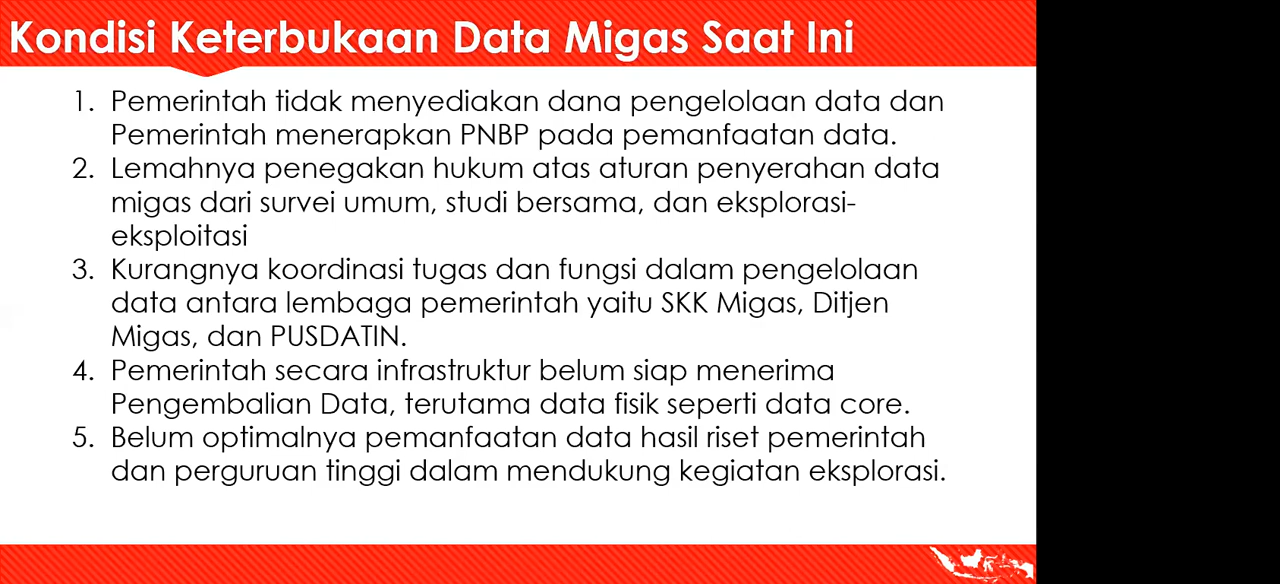 Kondisi Keterbukaan Data Migas Saat Ini
1. Pemerintah tidak menyediakan dana pengelolaan data dan
Pemerintah menerapkan PNBP pada pemanfaatan data.
2. Lemahnya penegakan hukum atas aturan penyerahan data
migas dari survei umum, studi bersama, dan eksplorasi-
eksploitasi
3. Kurangnya koordinasi tugas dan fungsi dalam pengelolaan
data antara lembaga pemerintah yaitu SKK Migas, Ditjen
Migas, dan PUSDATIN.
4. Pemerintah secara infrastruktur belum siap menerima
Pengembalian Data, terutama data fisik seperti data core.
5. Belum optimalnya pemanfaatan data hasil riset pemerintah
dan perguruan tinggi dalam mendukung kegiatan eksplorasi.